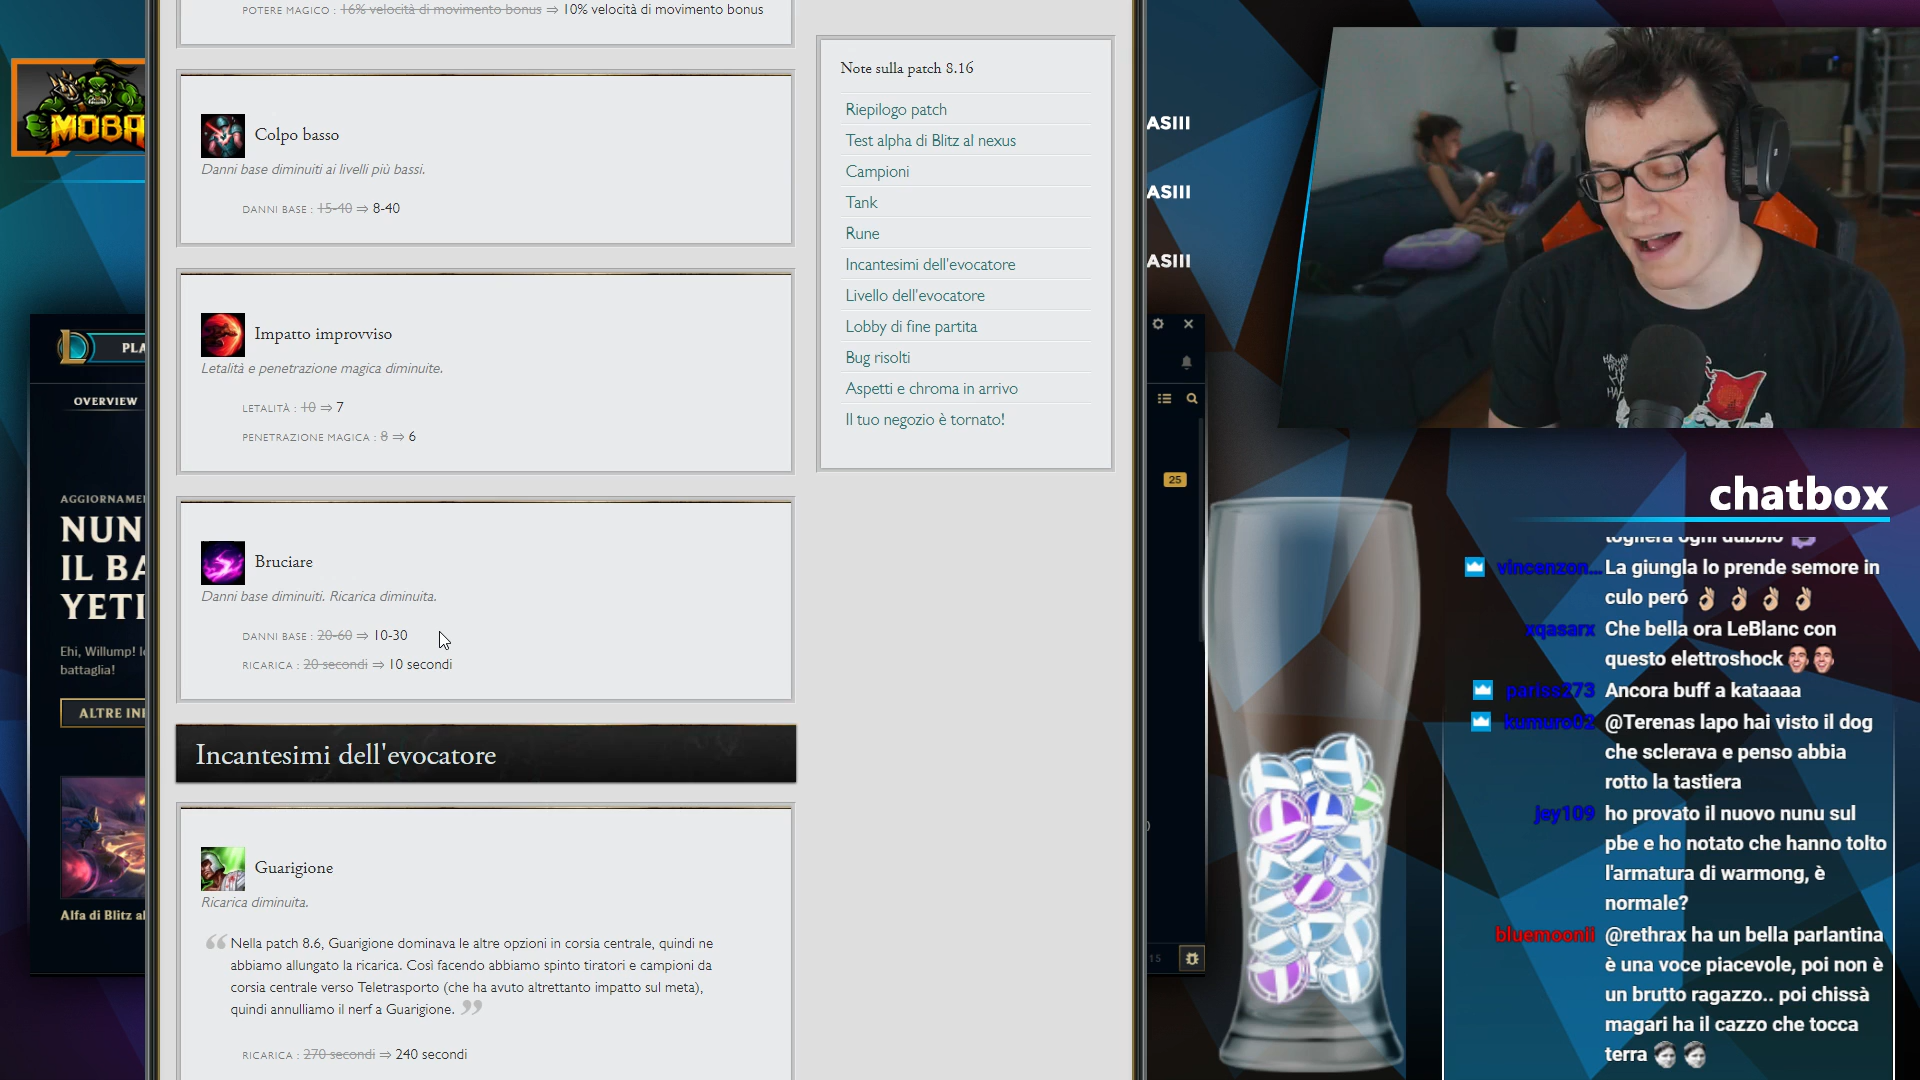 POTERE MAGICO : 16% velocità di movimento bonus ⇒ 10% velocità di movimento bonus
Colpo basso
Danni base diminuiti ai livelli più bassi.
DANNI BASE : 15-40 ⇒ 8-40
Impatto improvviso
Letalità e penetrazione magica diminuite.
LETALITÀ : 10 ⇒ 7
PENETRAZIONE MAGICA : 8 ⇒ 6
Bruciare
Danni base diminuiti. Ricarica diminuita.
DANNI BASE : 20-60 ⇒ 10-30
RICARICA : 20 secondi ⇒ 10 secondi
Incantesimi dell'evocatore
Guarigione
Ricarica diminuita.
Nella patch 8.6, Guarigione dominava le altre opzioni in corsia centrale, quindi ne
abbiamo allungato la ricarica. Così facendo abbiamo spinto tiratori e campioni da
corsia centrale verso Teletrasporto (che ha avuto altrettanto impatto sul meta),
quindi annulliamo il nerf a Guarigione.
RICARICA : 270 secondi ⇒ 240 secondi
Note sulla patch 8.16
Riepilogo patch
Test alpha di Blitz al nexus
Campioni
Tank
Rune
Incantesimi dell'evocatore
Livello dell'evocatore
Lobby di fine partita
Bug risolti
Aspetti e chroma in arrivo
Il tuo negozio è tornato!
MOBA
PLA
OVERVIEW
AGGIORNAME
NUN
IL BA
YETI
Ehi, Willump! I
battaglia!
ALTRE IN
Alfa di Blitz al
ASIII
ASIII
ASIII
25
15
chatbox
togliera ogni dubbio
vincenzon... La giungla lo prende semore in
culo peró
xqasarx Che bella ora LeBlanc con
questo elettroshock
pariss273 Ancora buff a kataaaa
kumuro02 @Terenas lapo hai visto il dog
che sclerava e penso abbia
rotto la tastiera
jey109 ho provato il nuovo nunu sul
pbe e ho notato che hanno tolto
l'armatura di warmong, è
normale?
bluemoonii @rethrax ha un bella parlantina
è una voce piacevole, poi non è
un brutto ragazzo.. poi chissà
magari ha il cazzo che tocca
terra